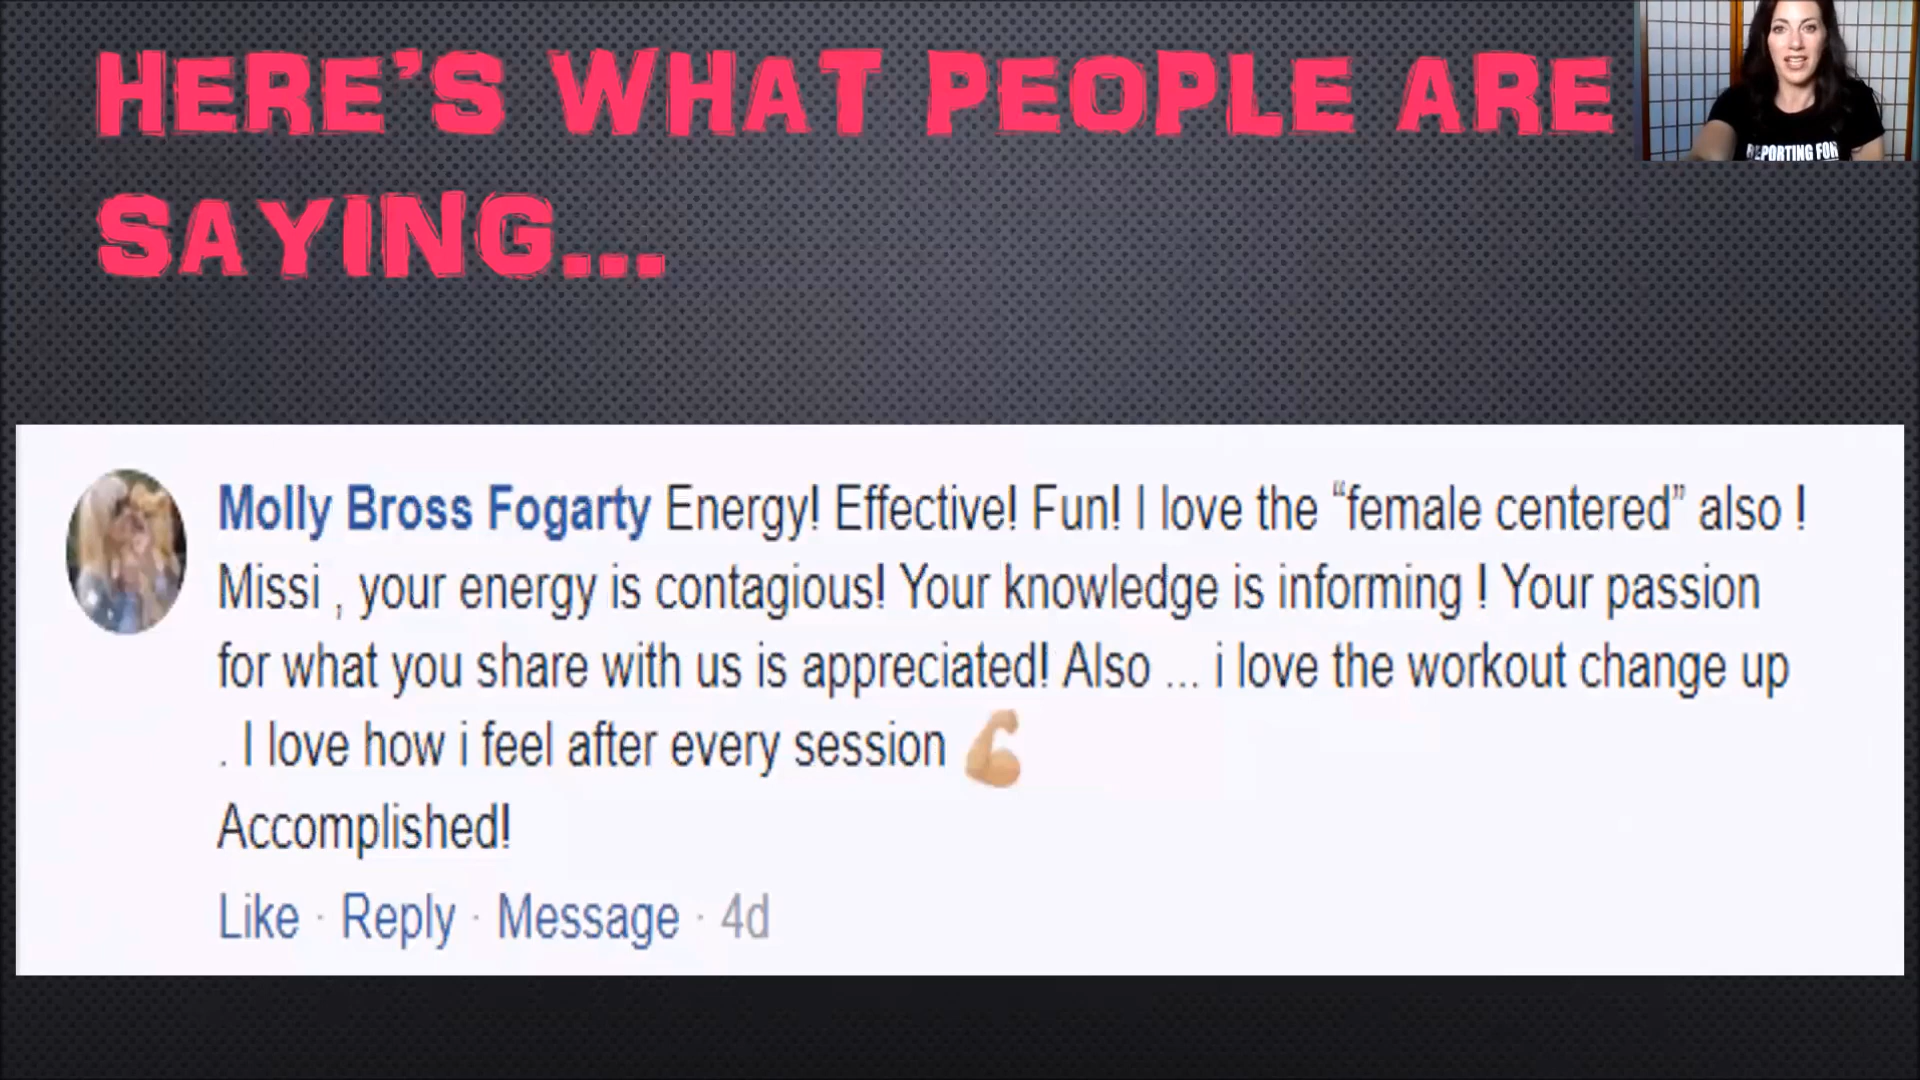 HERE'S WHAT PEOPLE ARE
SAYING...
REPORTING FOR
Molly Bross Fogarty Energy! Effective! Fun! I love the “female centered” also !
Missi , your energy is contagious! Your knowledge is informing ! Your passion
for what you share with us is appreciated! Also ... i love the workout change up
. I love how i feel after every session 💪🏼
Accomplished!
Like · Reply · Message · 4d